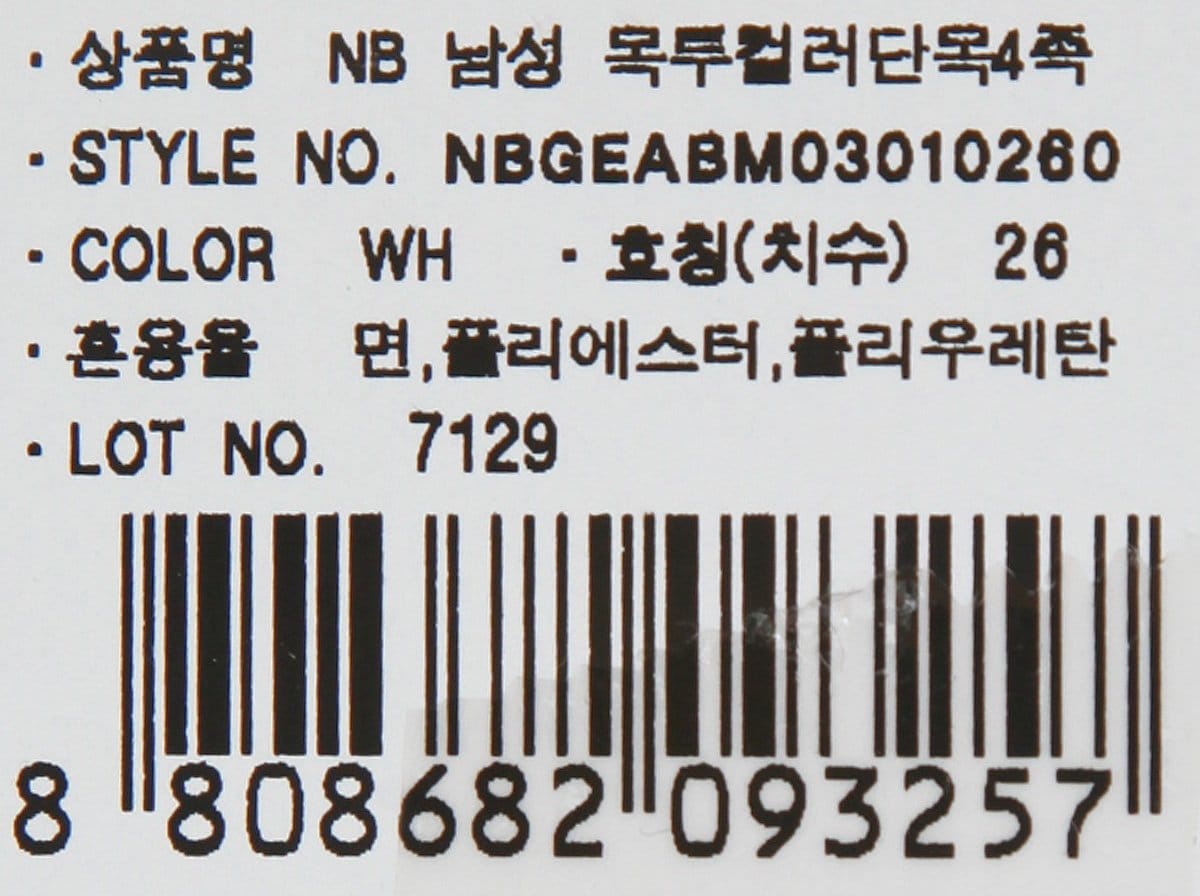 · 상품명 NB 남성 목투컬러단목4족
· STYLE NO. NBGEABM03010260
· COLOR WH ·호칭(치수) 26
· 혼용율 면,폴리에스터,폴리우레탄
· LOT NO. 7129
8 808682 093257